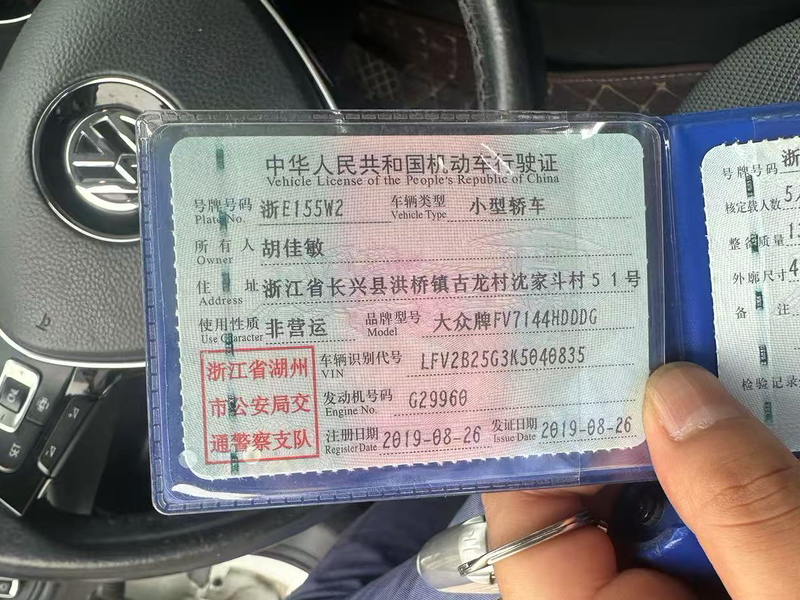 中华人民共和国机动车行驶证
Vehicle License of the People's Republic of China
号牌号码 浙E155W2 车辆类型 小型轿车
Plate No. Vehicle Type
所有人 胡佳敏
Owner
住址 浙江省长兴县洪桥镇古龙村沈家斗村51号
Address
使用性质 非营运 品牌型号 大众牌FV7144HDDDG
Use Character Model
浙江省湖州
市公安局交
通警察支队
车辆识别代号 LFV2B25G3K5040835
VIN
发动机号码 G29960
Engine No.
注册日期 2019-08-26 发证日期 2019-08-26
Register Date Issue Date
号牌号码 浙
核定载人数 5
整备质量 1
外廓尺寸 4
备注
检验记录